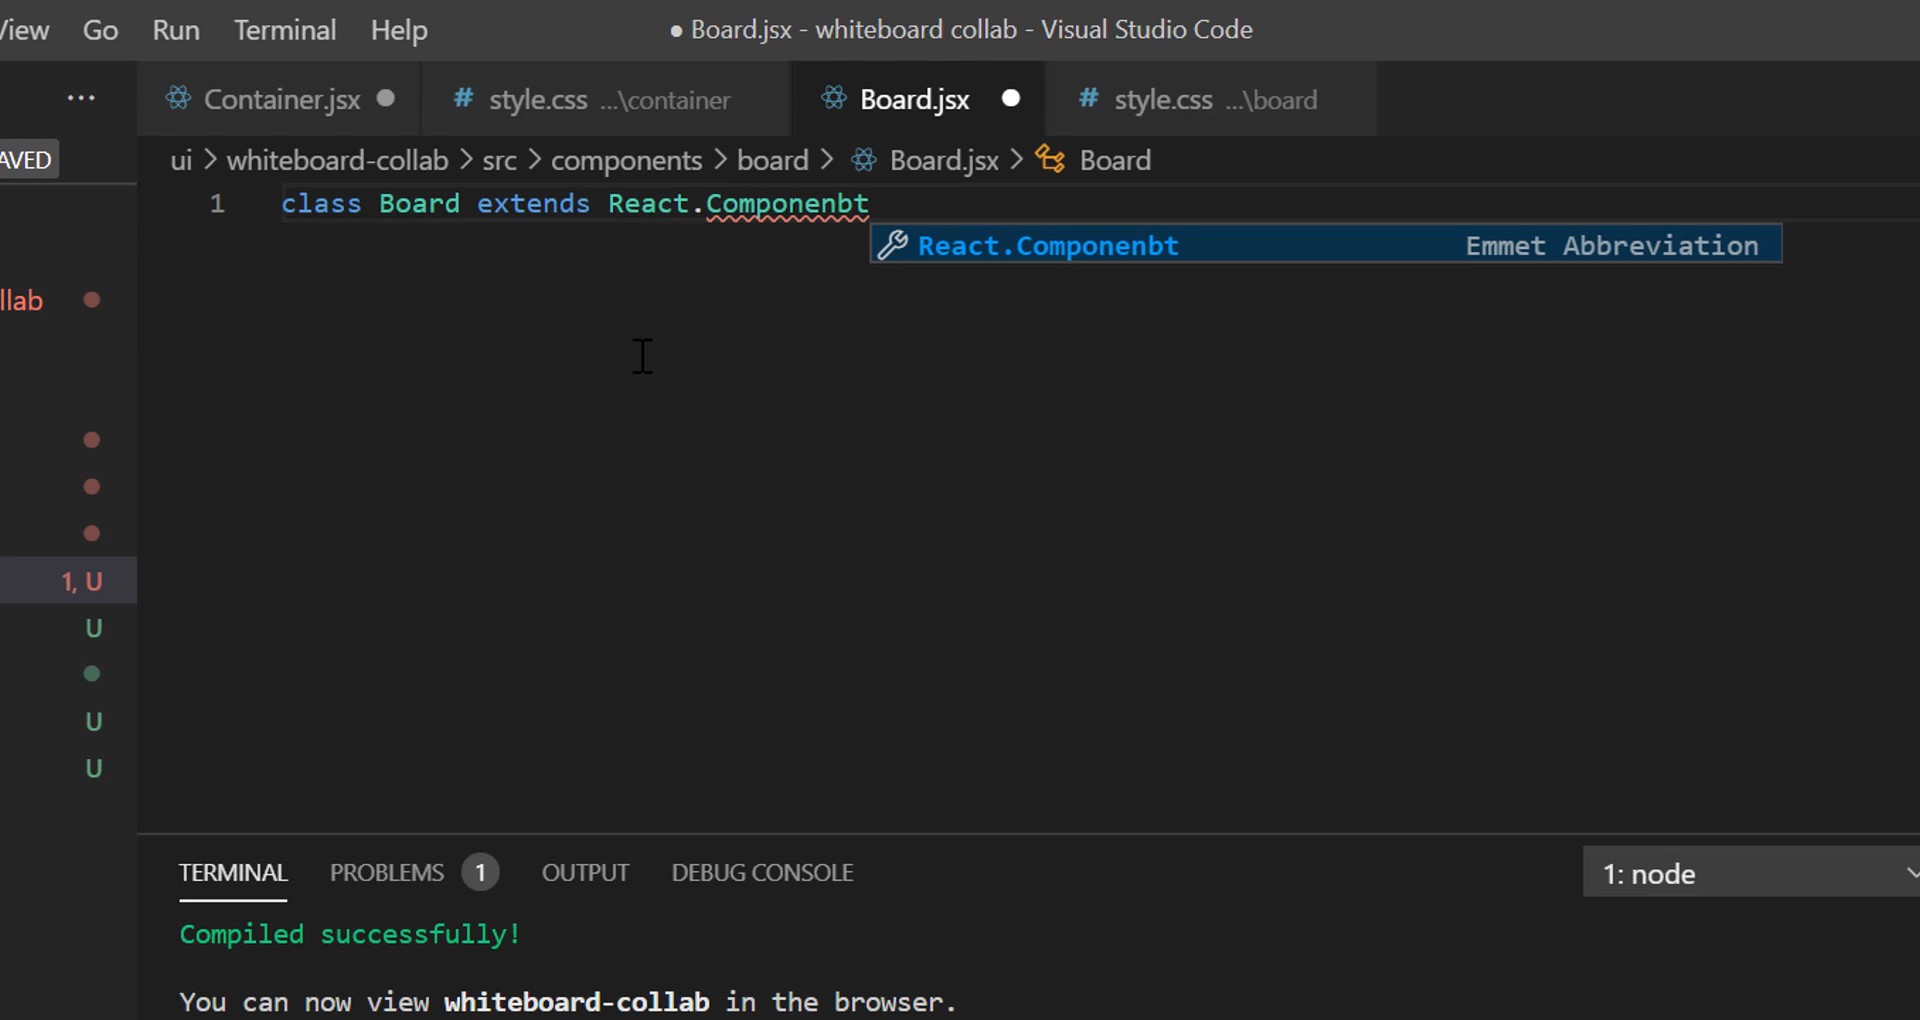 View Go Run Terminal Help ● Board.jsx - whiteboard collab - Visual Studio Code
··· Container.jsx ● # style.css ...\container Board.jsx ● # style.css ...\board
AVED ui > whiteboard-collab > src > components > board > Board.jsx > Board
1 class Board extends React.Componenbt
React.Componenbt Emmet Abbreviation
llab
1, U
U
U
U
TERMINAL PROBLEMS 1 OUTPUT DEBUG CONSOLE 1: node
Compiled successfully!
You can now view whiteboard-collab in the browser.